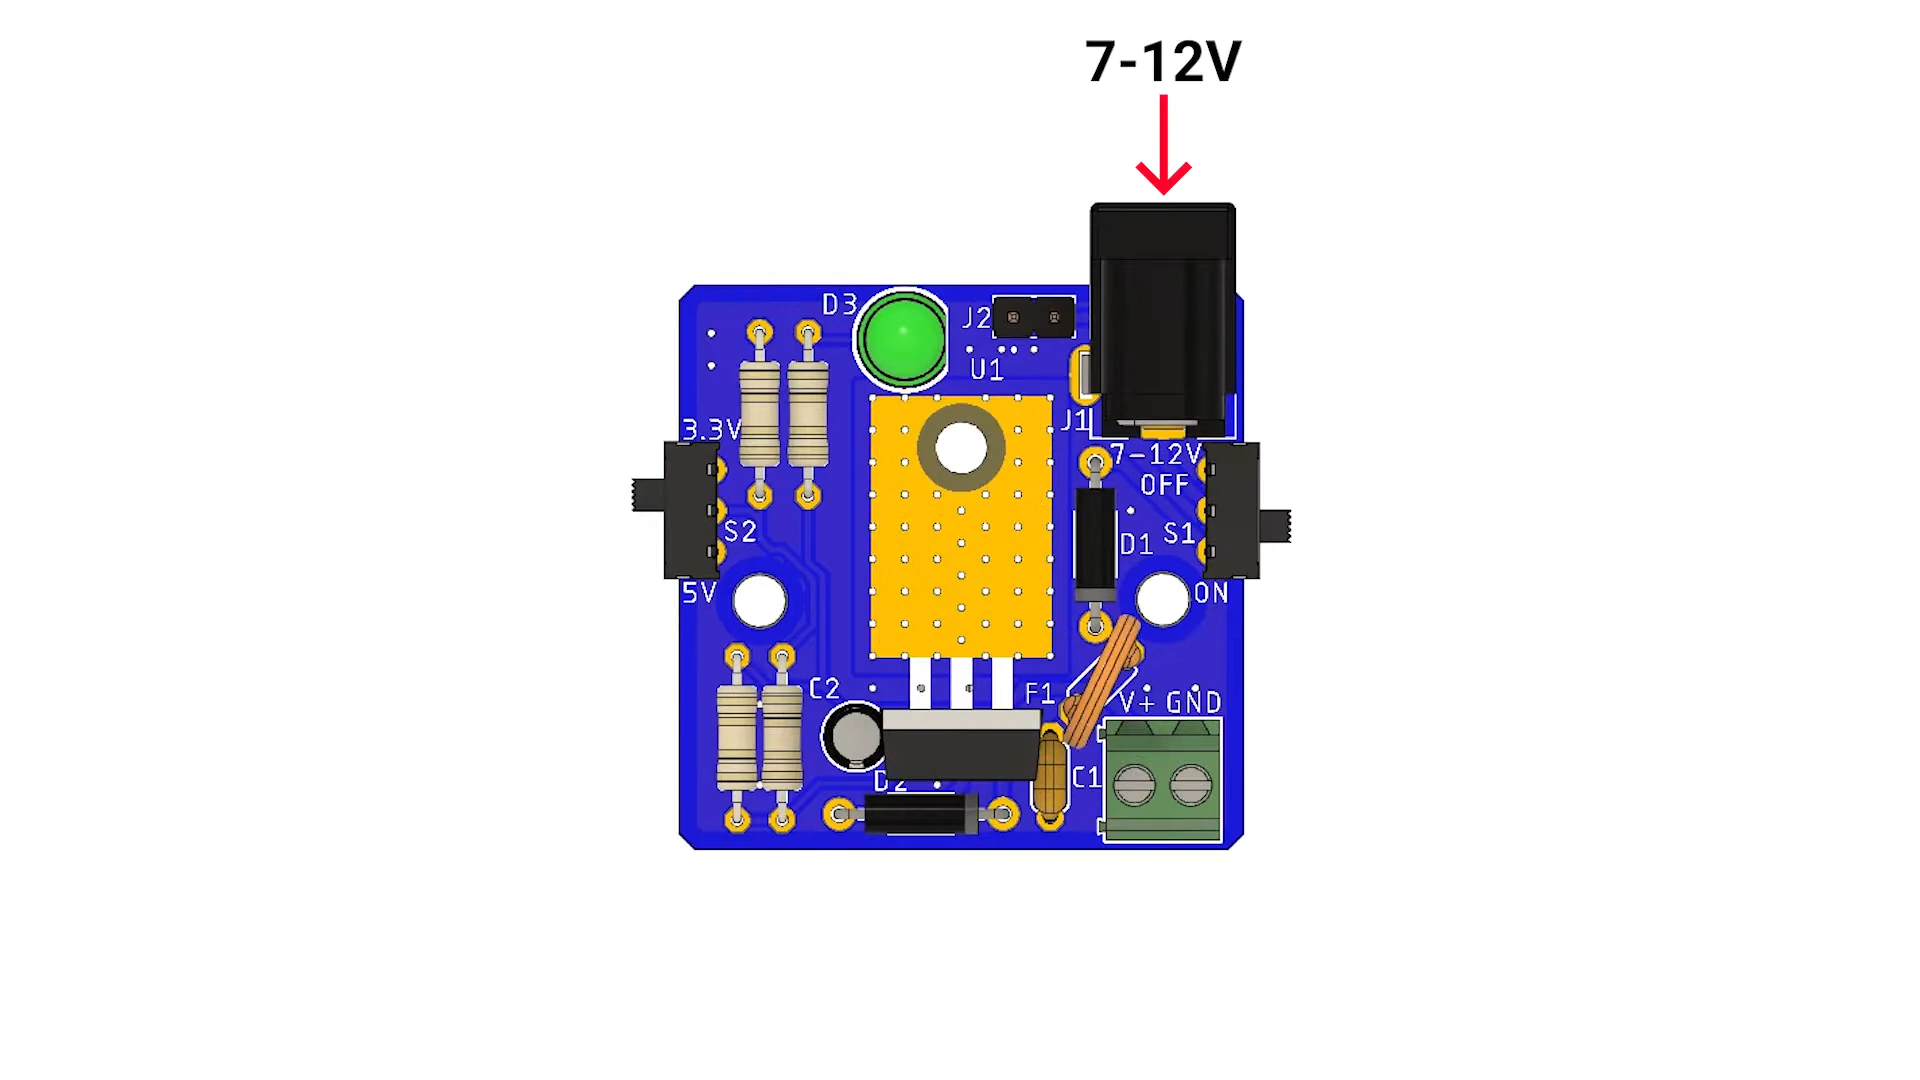 7-12V
D3
J2
U1
J1
3.3V
7-12V
OFF
S2
D1
S1
5V
ON
C2
F1
V+ GND
D2
C1